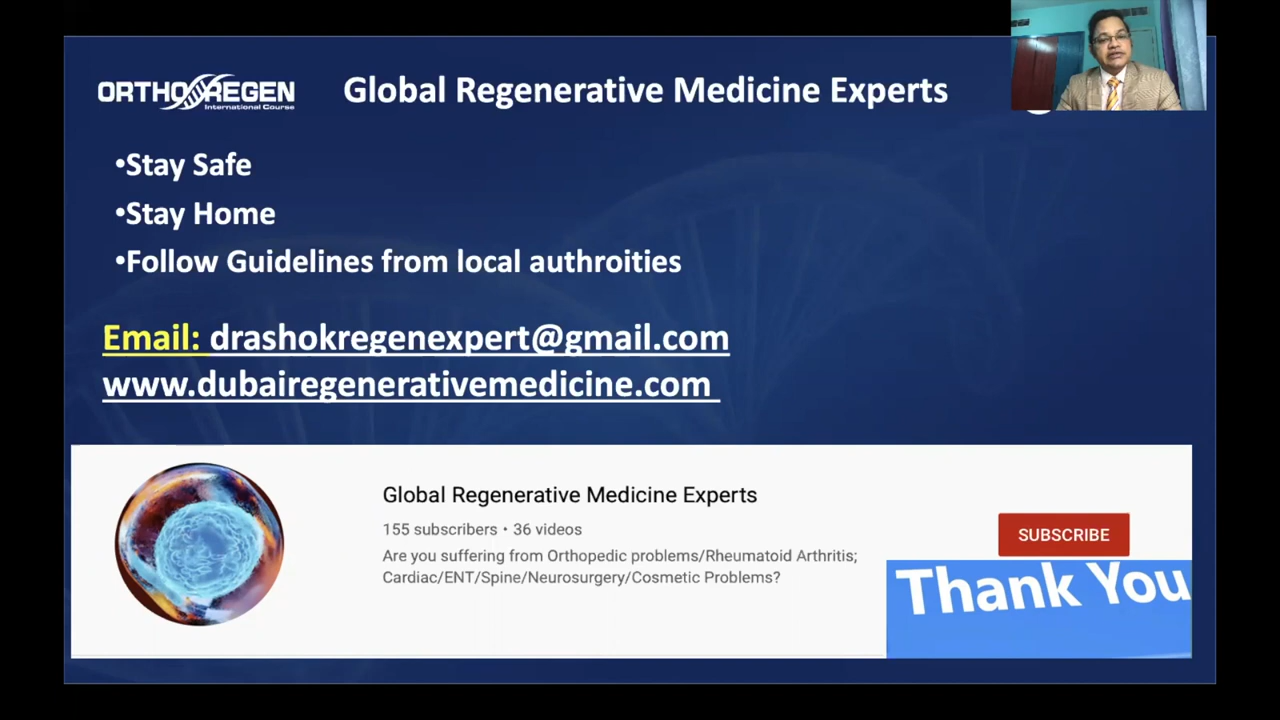 ORTHO REGEN
International Course
Global Regenerative Medicine Experts
•Stay Safe
•Stay Home
•Follow Guidelines from local authroities
Email: drashokregenexpert@gmail.com
www.dubairegenerativemedicine.com
Global Regenerative Medicine Experts
155 subscribers • 36 videos
Are you suffering from Orthopedic problems/Rheumatoid Arthritis;
Cardiac/ENT/Spine/Neurosurgery/Cosmetic Problems?
SUBSCRIBE
Thank You